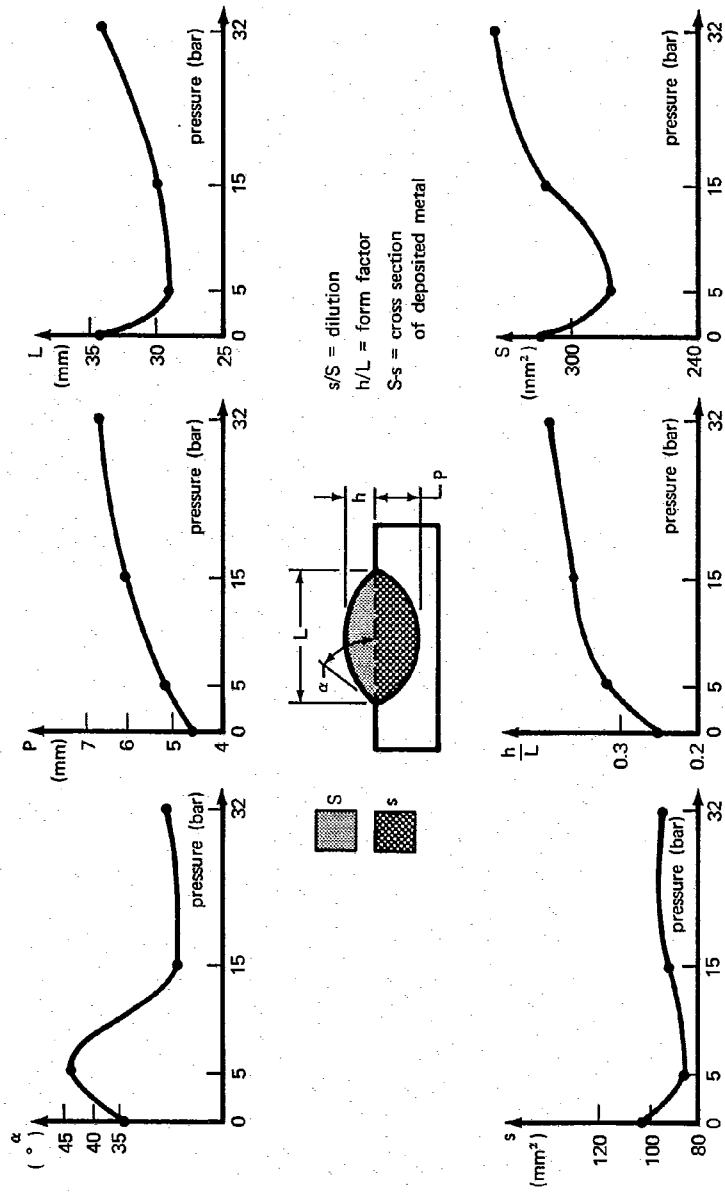 α
( ° )
45
40
35
0 5 15 32
pressure (bar)
P
(mm)
7
6
5
4
0 5 15 32
pressure (bar)
L
(mm)
35
30
25
0 5 15 32
pressure (bar)
S
s
α
L
h
P
s/S = dilution
h/L = form factor
S-s = cross section
of deposited metal
s
(mm²)
120
100
80
0 5 15 32
pressure (bar)
h
L
0.3
0.2
0 5 15 32
pressure (bar)
S
(mm²)
300
240
0 5 15 32
pressure (bar)